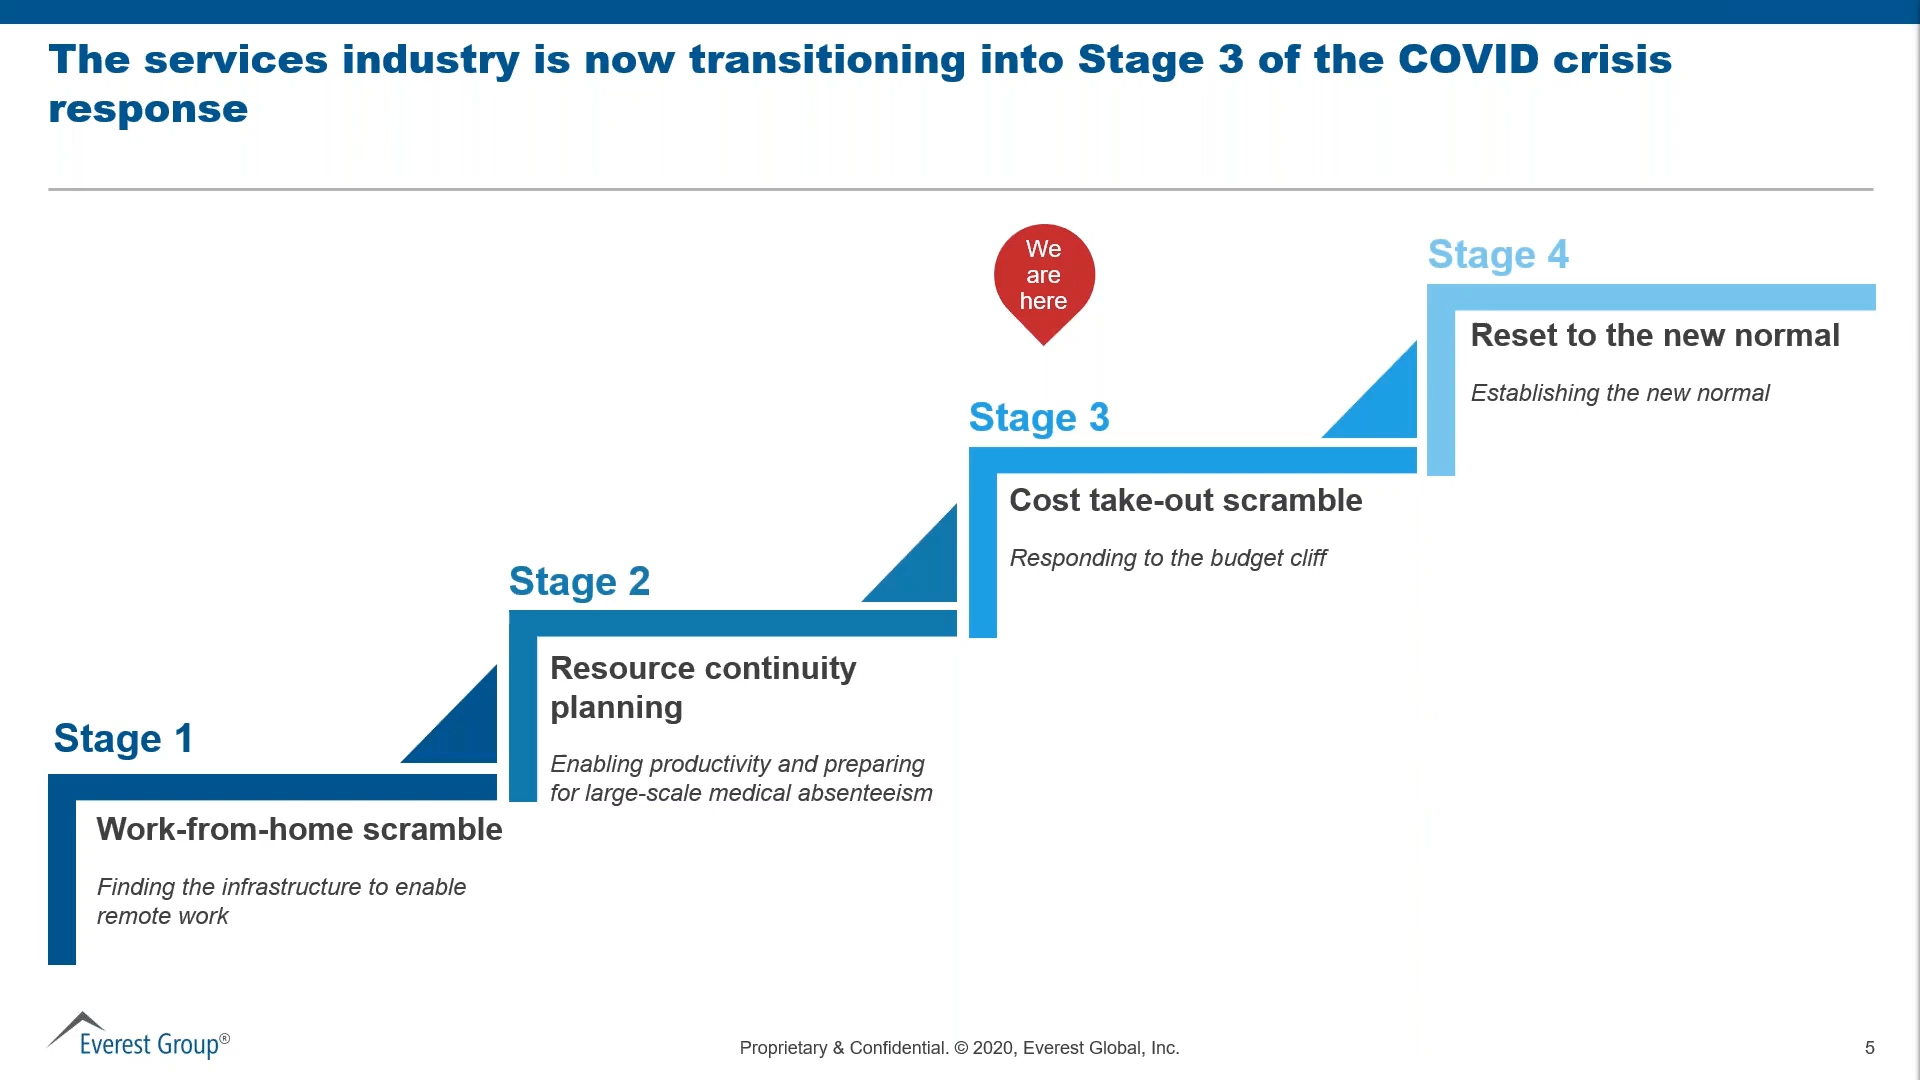 The services industry is now transitioning into Stage 3 of the COVID crisis
response
We
are
here
Stage 4
Reset to the new normal
Establishing the new normal
Stage 3
Cost take-out scramble
Responding to the budget cliff
Stage 2
Resource continuity
planning
Enabling productivity and preparing
for large-scale medical absenteeism
Stage 1
Work-from-home scramble
Finding the infrastructure to enable
remote work
Everest Group®
Proprietary & Confidential. © 2020, Everest Global, Inc.
5